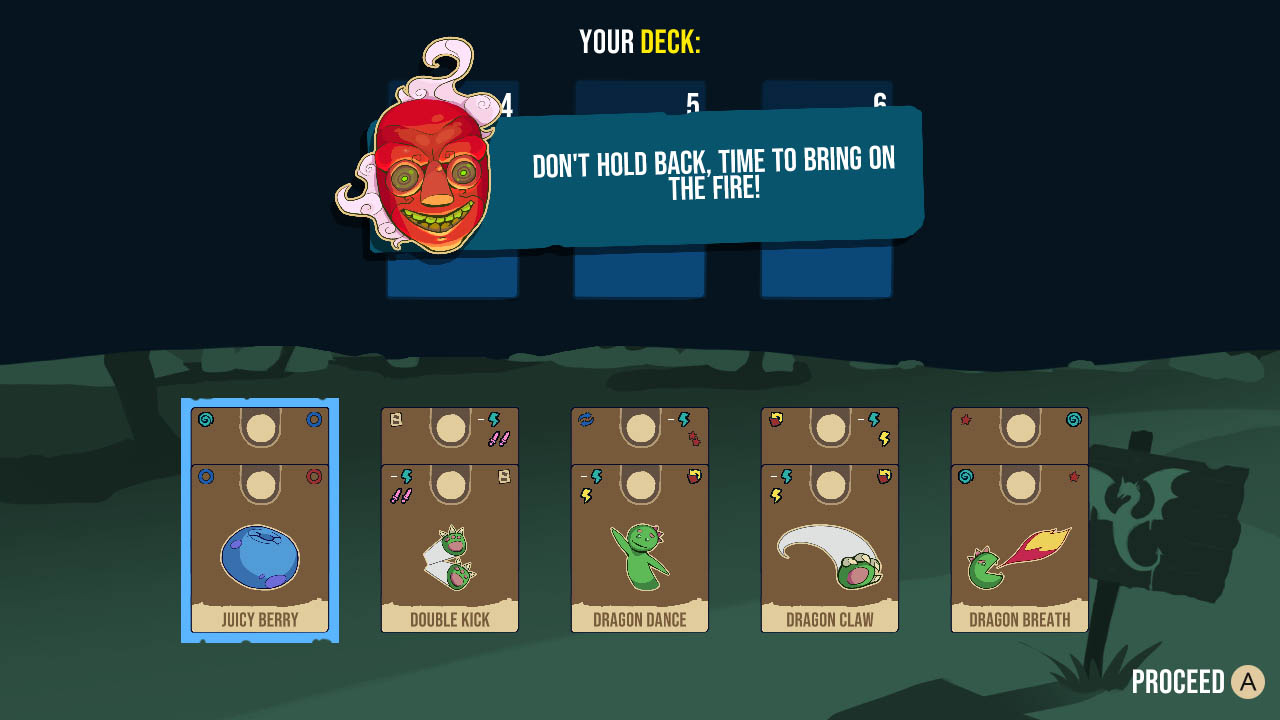 YOUR DECK:
4 5 6
DON'T HOLD BACK, TIME TO BRING ON
THE FIRE!
JUICY BERRY
DOUBLE KICK
DRAGON DANCE
DRAGON CLAW
DRAGON BREATH
PROCEED A